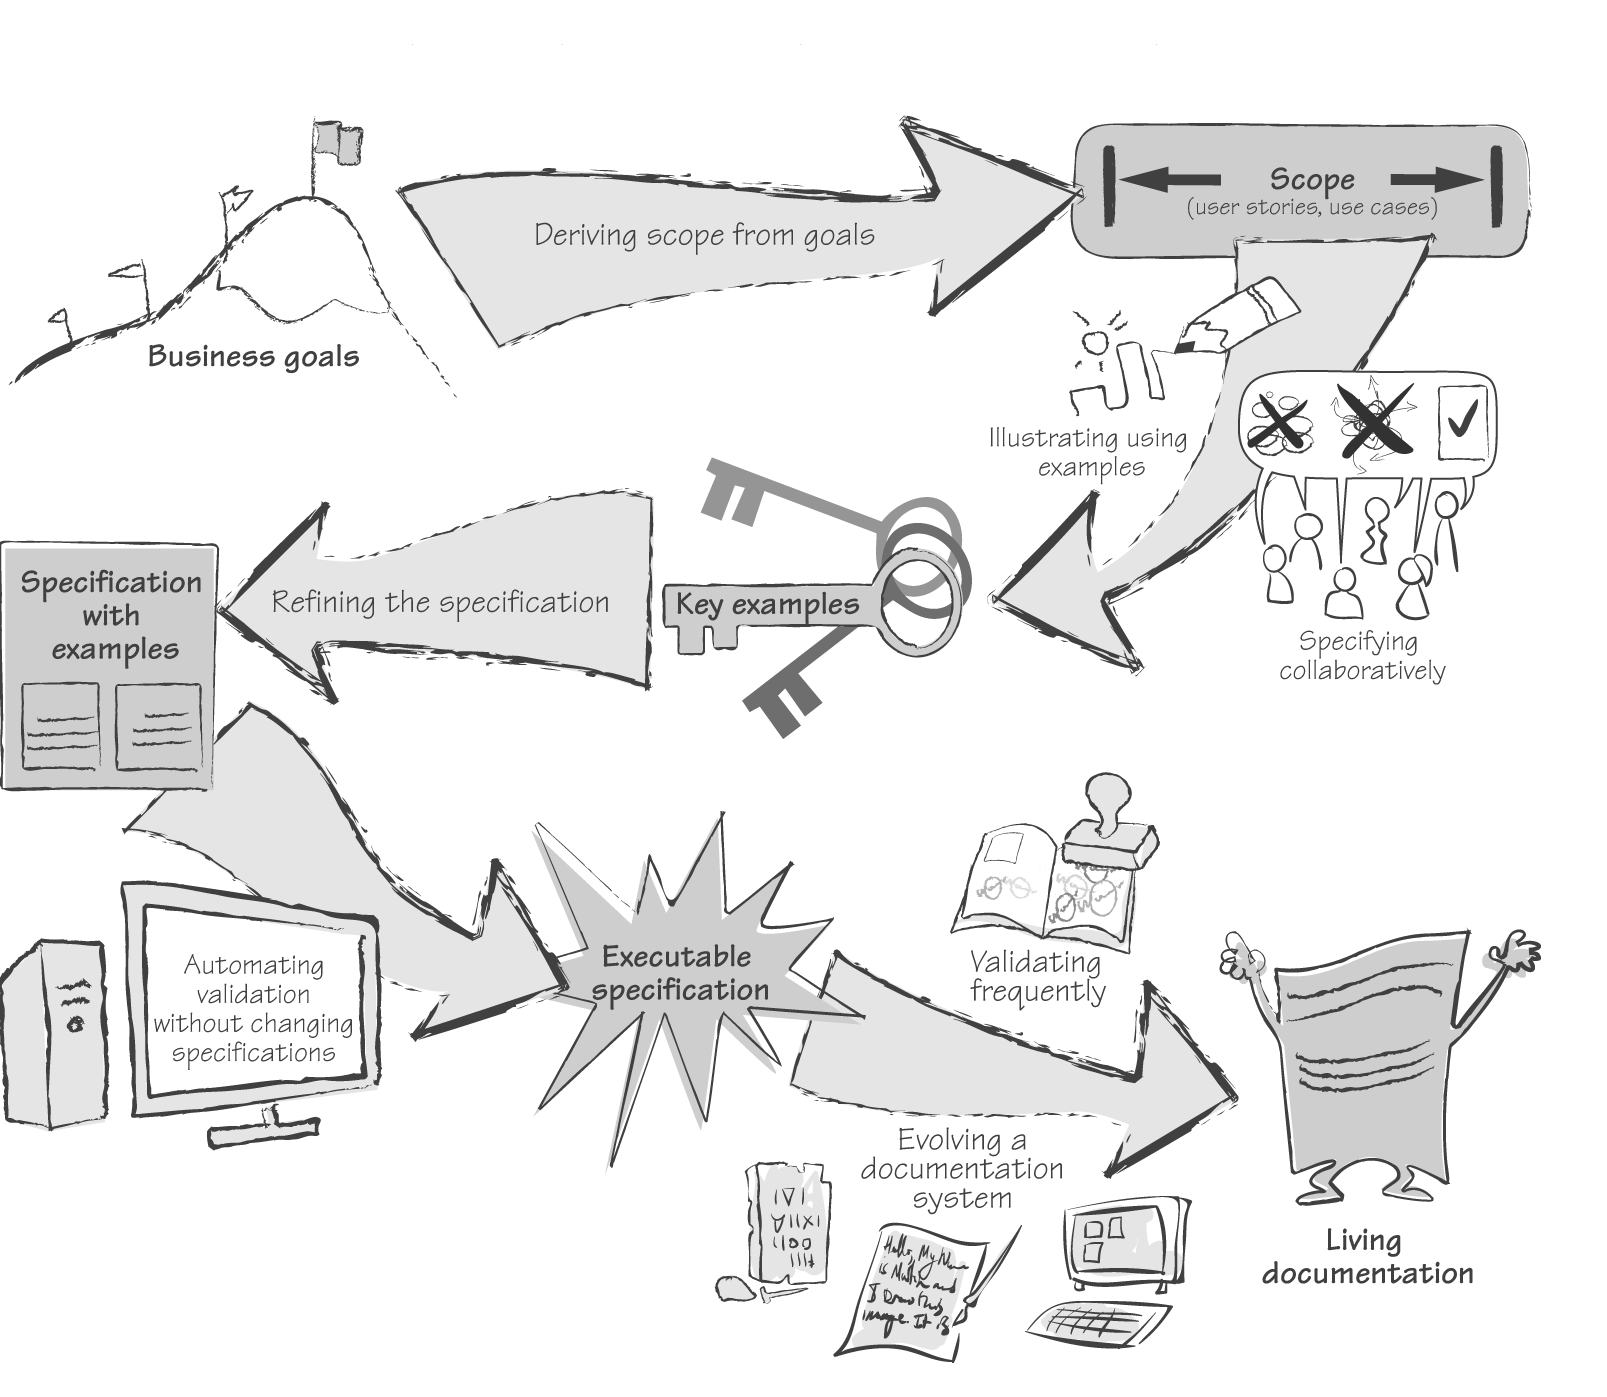 Deriving scope from goals
Scope
(user stories, use cases)
Business goals
Illustrating using
examples
Specifying
collaboratively
Key examples
Refining the specification
Specification
with
examples
Automating
validation
without changing
specifications
Executable
specification
Validating
frequently
Evolving a
documentation
system
Hello, My Name
is
and
I Draw this
image. It is
Living
documentation